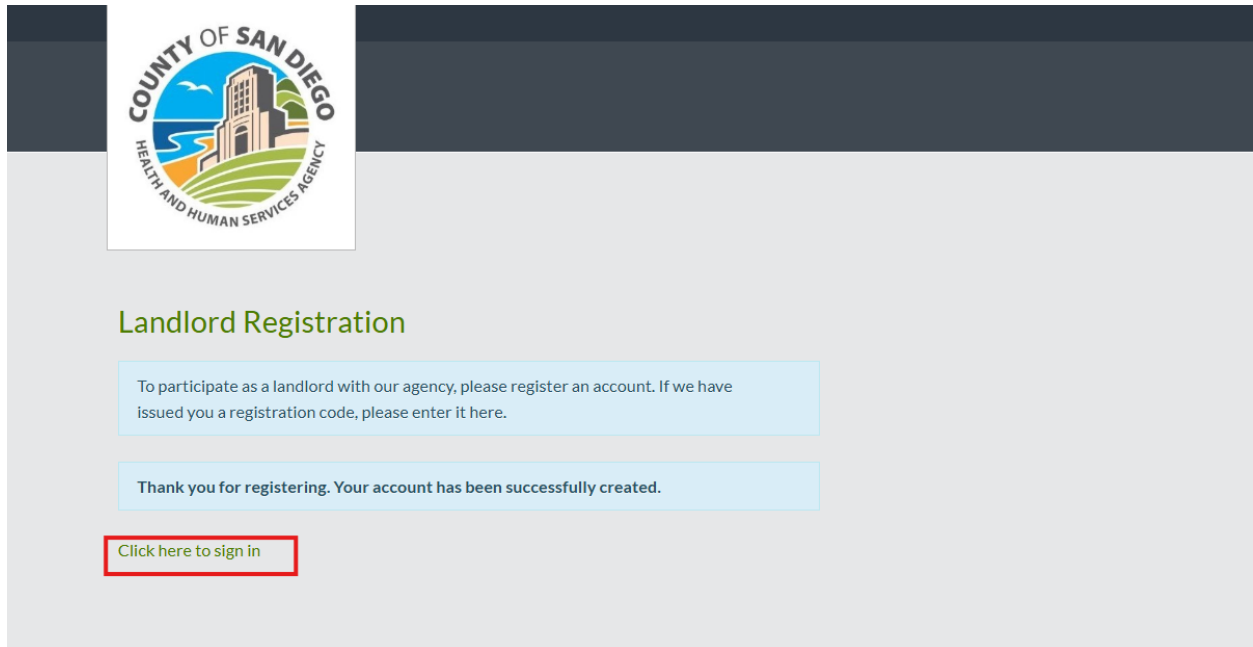 COUNTY OF SAN DIEGO
HEALTH AND HUMAN SERVICES AGENCY
Landlord Registration
To participate as a landlord with our agency, please register an account. If we have
issued you a registration code, please enter it here.
Thank you for registering. Your account has been successfully created.
Click here to sign in